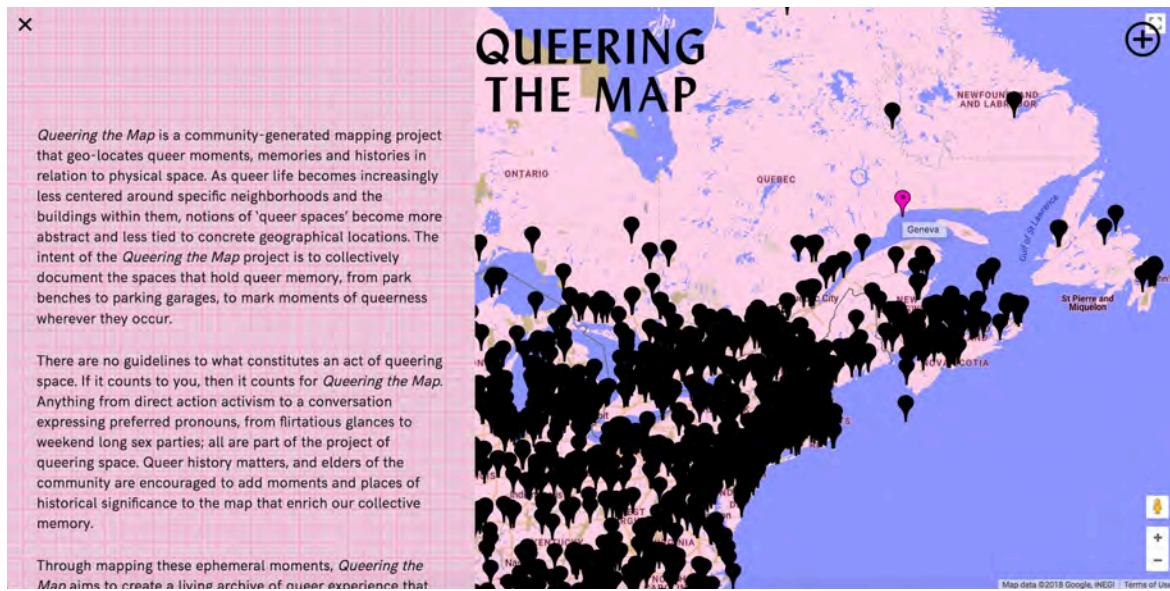 Queering the Map is a community-generated mapping project
that geo-locates queer moments, memories and histories in
relation to physical space. As queer life becomes increasingly
less centered around specific neighborhoods and the
buildings within them, notions of ‘queer spaces’ become more
abstract and less tied to concrete geographical locations. The
intent of the Queering the Map project is to collectively
document the spaces that hold queer memory, from park
benches to parking garages, to mark moments of queerness
wherever they occur.
There are no guidelines to what constitutes an act of queering
space. If it counts to you, then it counts for Queering the Map.
Anything from direct action activism to a conversation
expressing preferred pronouns, from flirtatious glances to
weekend long sex parties; all are part of the project of
queering space. Queer history matters, and elders of the
community are encouraged to add moments and places of
historical significance to the map that enrich our collective
memory.
Through mapping these ephemeral moments, Queering the
Map aims to create a living archive of queer experience that
QUEERING
THE MAP
NEWFOUNDLAND
AND LABRADOR
ONTARIO
QUEBEC
Geneva
Gulf of St Lawrence
St Pierre and
Miquelon
NEW
NOVA SCOTIA
KENTUCKY
Map data ©2018 Google, INEGI
Terms of Use